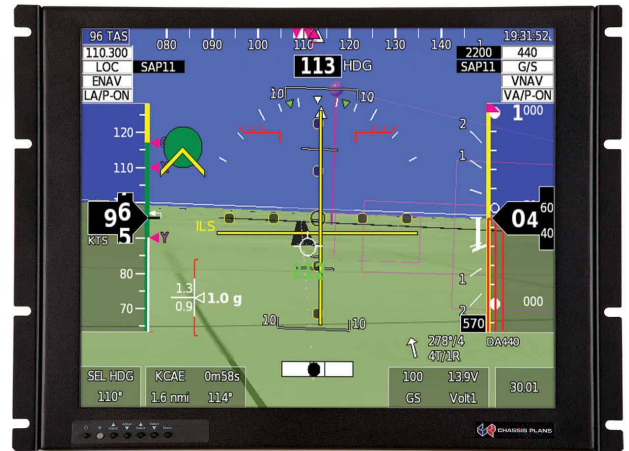 96 TAS
080 090 100 110 120 130 140
19:31:52
110.300
LOC SAP11
ENAV
LA/P-ON
113 HDG
2200 440
SAP11 G/S
VNAV
VA/P-ON
10 10
120
110
96
5
KTS
Y
80
70
ILS
1.3
0.9
1.0 g
10 10
2
1
1
2
1000
04
60
40
000
570
DA440
278°/4
4T/1R
SEL HDG
110°
KCAE 0m58s
1.6 nmi 114°
100 13.9V
GS Volt1
30.01
CHASSIS PLANS